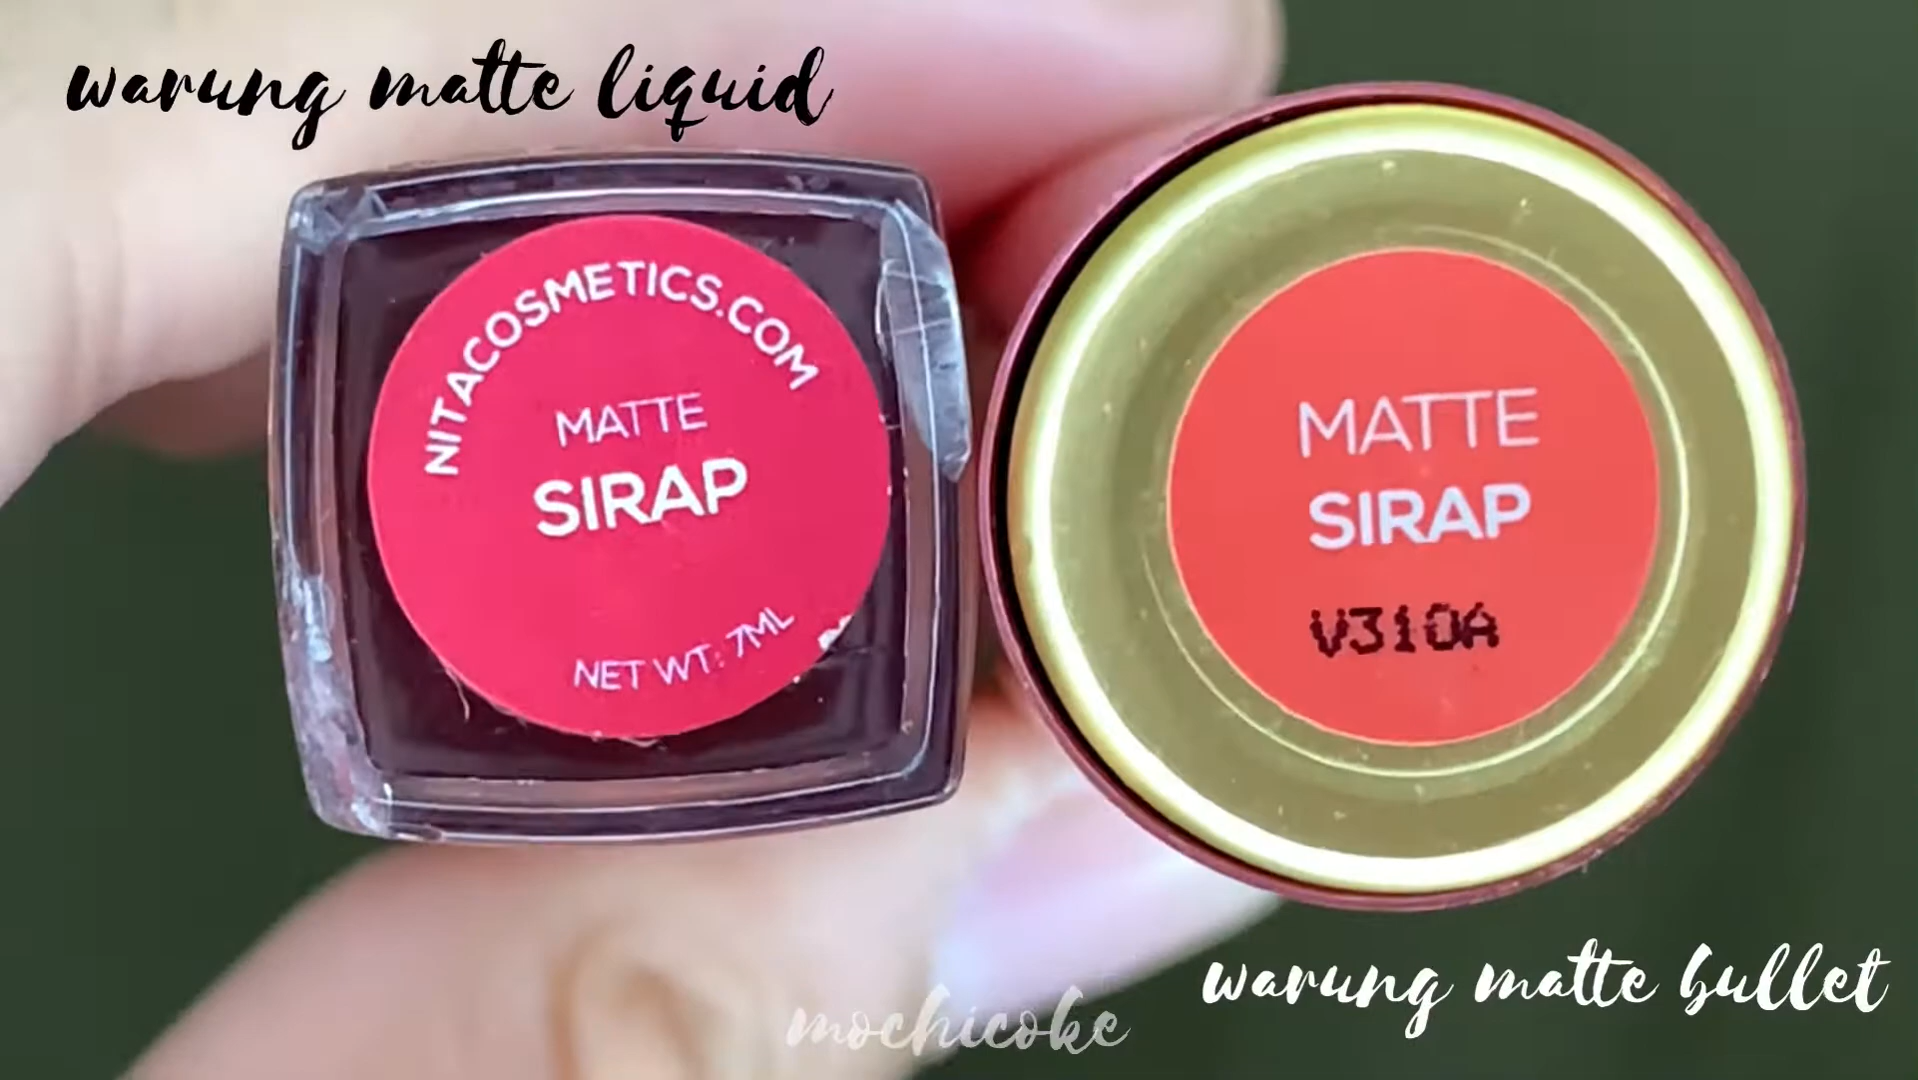 warung matte liquid
NITACOSMETICS.COM
MATTE
SIRAP
NET WT: 7ML
MATTE
SIRAP
V310A
warung matte bullet
mochicoke